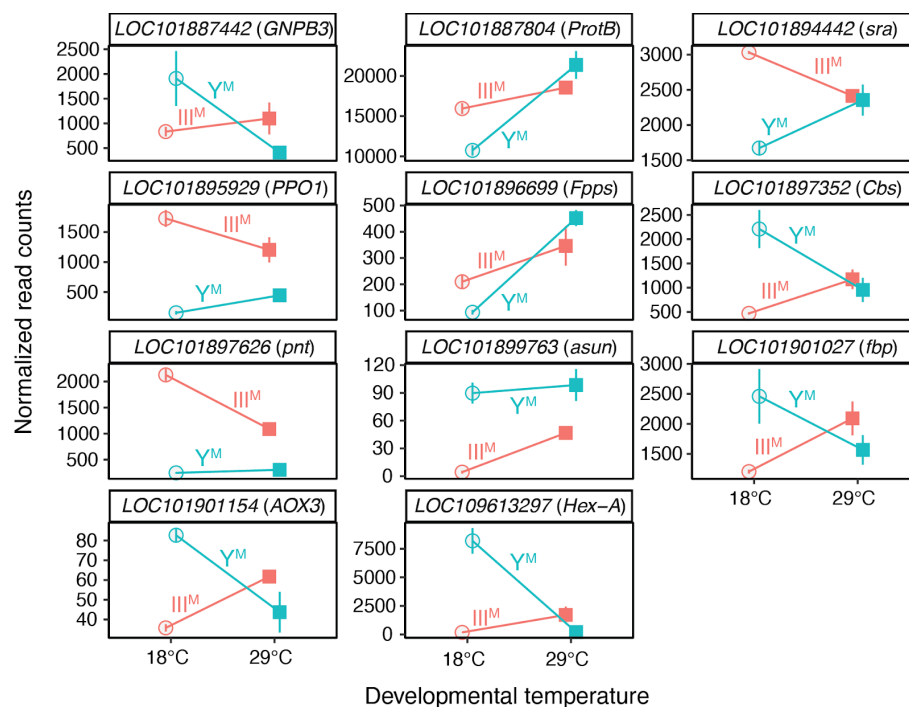 LOC101887442 (GNPB3)
2500
2000
1500
1000
500
III^M
Y^M
LOC101887804 (ProtB)
20000
15000
10000
III^M
Y^M
LOC101894442 (sra)
3000
2500
2000
1500
III^M
Y^M
LOC101895929 (PPO1)
1500
1000
500
III^M
Y^M
LOC101896699 (Fpps)
500
400
300
200
100
III^M
Y^M
LOC101897352 (Cbs)
2500
2000
1500
1000
500
Y^M
III^M
LOC101897626 (pnt)
2000
1500
1000
500
III^M
Y^M
LOC101899763 (asun)
120
90
60
30
0
Y^M
III^M
LOC101901027 (fbp)
3000
2500
2000
1500
Y^M
III^M
LOC101901154 (AOX3)
80
70
60
50
40
Y^M
III^M
LOC109613297 (Hex−A)
7500
5000
2500
0
Y^M
III^M
18°C
29°C
18°C
29°C
18°C
29°C
Normalized read counts
Developmental temperature